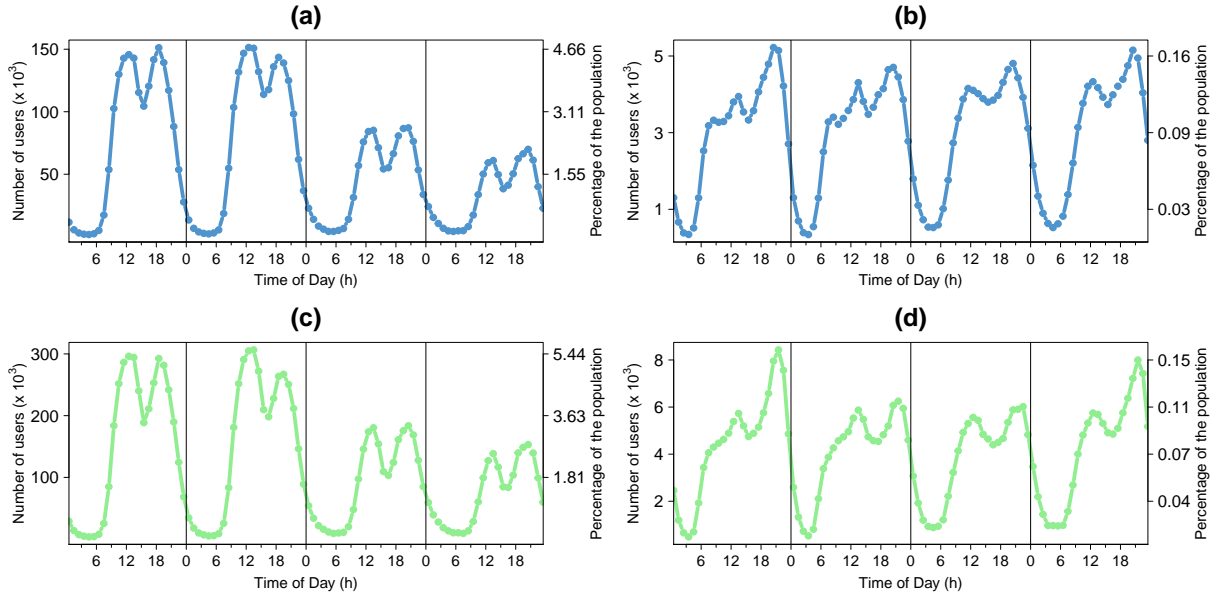 (a)
Number of users (x 10³)
150
100
50
4.66
3.11
1.55
Percentage of the population
6 12 18 0 6 12 18 0 6 12 18 0 6 12 18
Time of Day (h)
(b)
Number of users (x 10³)
5
3
1
0.16
0.09
0.03
Percentage of the population
6 12 18 0 6 12 18 0 6 12 18 0 6 12 18
Time of Day (h)
(c)
Number of users (x 10³)
300
200
100
5.44
3.63
1.81
Percentage of the population
6 12 18 0 6 12 18 0 6 12 18 0 6 12 18
Time of Day (h)
(d)
Number of users (x 10³)
8
6
4
2
0.15
0.11
0.07
0.04
Percentage of the population
6 12 18 0 6 12 18 0 6 12 18 0 6 12 18
Time of Day (h)